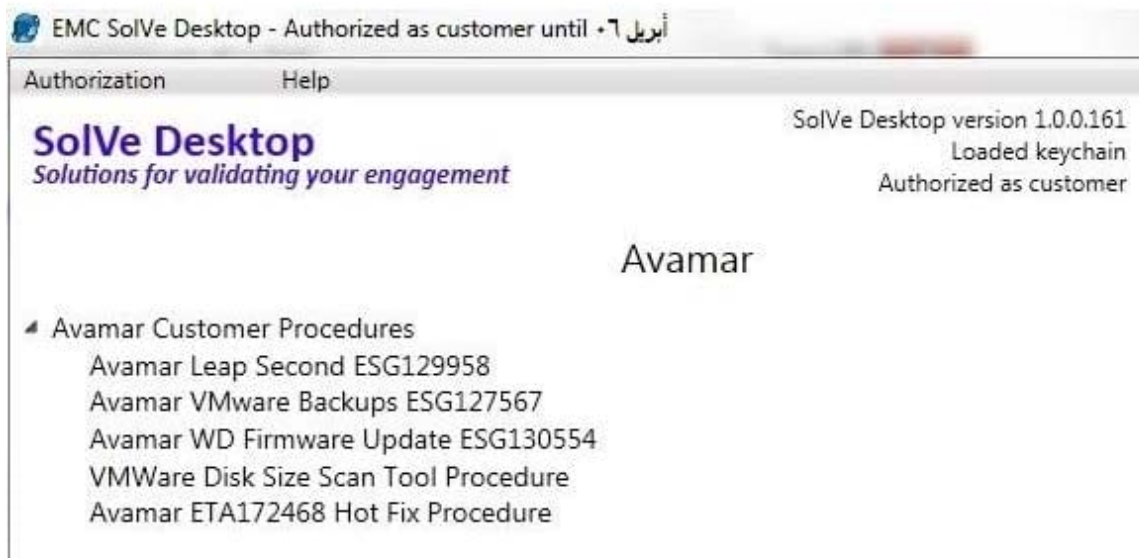 EMC SolVe Desktop - Authorized as customer until ٠٦ أبريل
Authorization Help
SolVe Desktop
Solutions for validating your engagement
SolVe Desktop version 1.0.0.161
Loaded keychain
Authorized as customer
Avamar
Avamar Customer Procedures
Avamar Leap Second ESG129958
Avamar VMware Backups ESG127567
Avamar WD Firmware Update ESG130554
VMWare Disk Size Scan Tool Procedure
Avamar ETA172468 Hot Fix Procedure